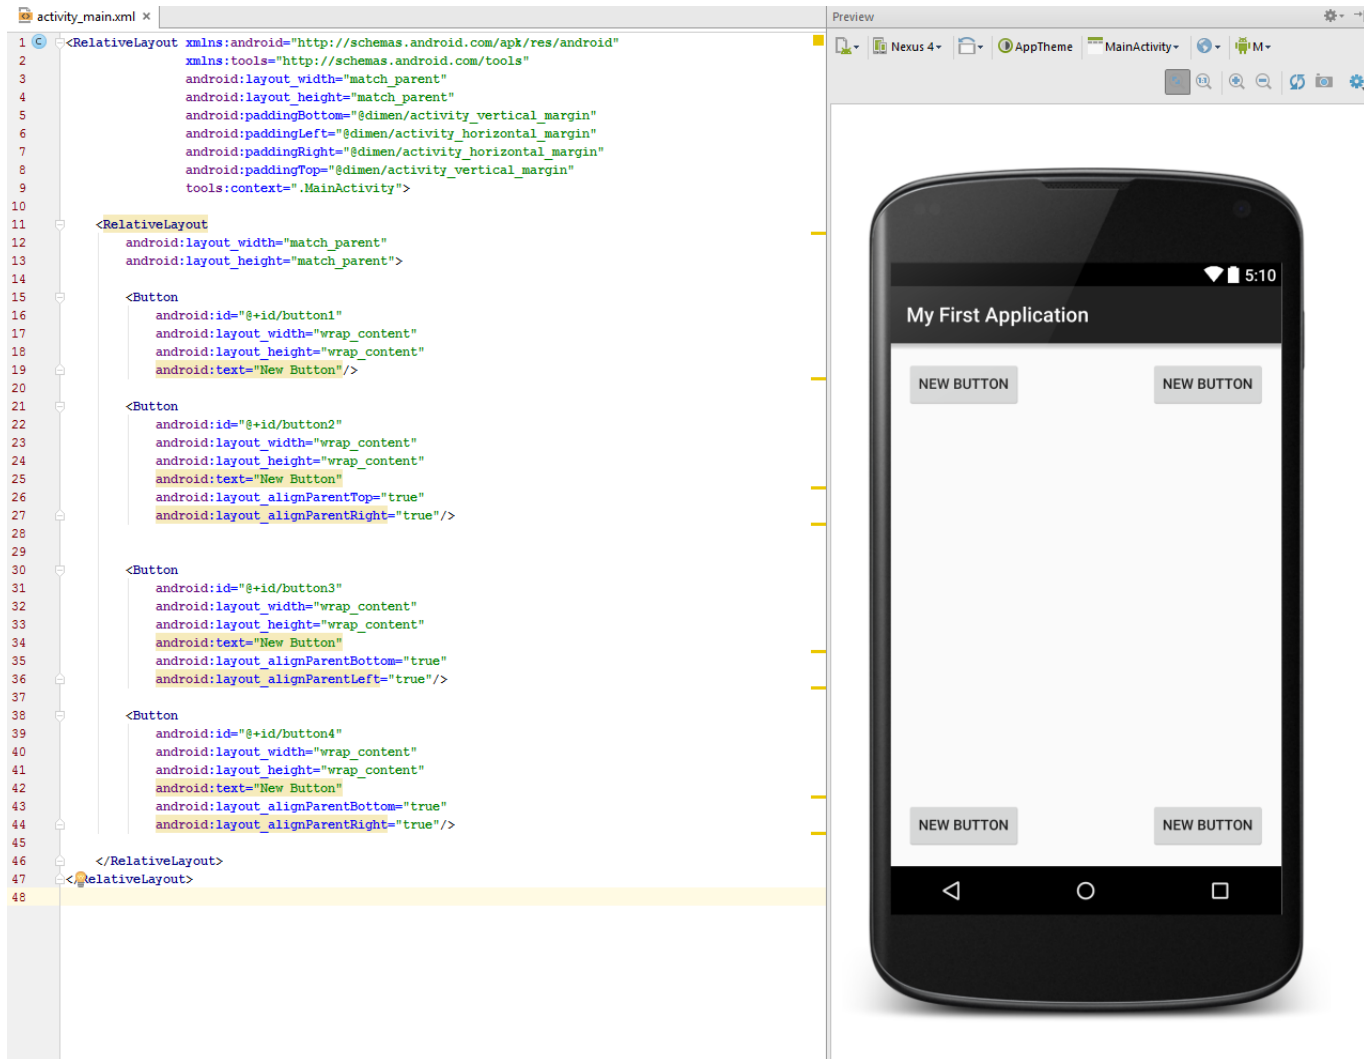 activity_main.xml ×
1 C <RelativeLayout xmlns:android="http://schemas.android.com/apk/res/android"
2 xmlns:tools="http://schemas.android.com/tools"
3 android:layout_width="match_parent"
4 android:layout_height="match_parent"
5 android:paddingBottom="@dimen/activity_vertical_margin"
6 android:paddingLeft="@dimen/activity_horizontal_margin"
7 android:paddingRight="@dimen/activity_horizontal_margin"
8 android:paddingTop="@dimen/activity_vertical_margin"
9 tools:context=".MainActivity">
10
11 <RelativeLayout
12 android:layout_width="match_parent"
13 android:layout_height="match_parent">
14
15 <Button
16 android:id="@+id/button1"
17 android:layout_width="wrap_content"
18 android:layout_height="wrap_content"
19 android:text="New Button"/>
20
21 <Button
22 android:id="@+id/button2"
23 android:layout_width="wrap_content"
24 android:layout_height="wrap_content"
25 android:text="New Button"
26 android:layout_alignParentTop="true"
27 android:layout_alignParentRight="true"/>
28
29
30 <Button
31 android:id="@+id/button3"
32 android:layout_width="wrap_content"
33 android:layout_height="wrap_content"
34 android:text="New Button"
35 android:layout_alignParentBottom="true"
36 android:layout_alignParentLeft="true"/>
37
38 <Button
39 android:id="@+id/button4"
40 android:layout_width="wrap_content"
41 android:layout_height="wrap_content"
42 android:text="New Button"
43 android:layout_alignParentBottom="true"
44 android:layout_alignParentRight="true"/>
45
46 </RelativeLayout>
47 </RelativeLayout>
48
Preview
Nexus 4 AppTheme MainActivity M
1:1
5:10
My First Application
NEW BUTTON NEW BUTTON
NEW BUTTON NEW BUTTON